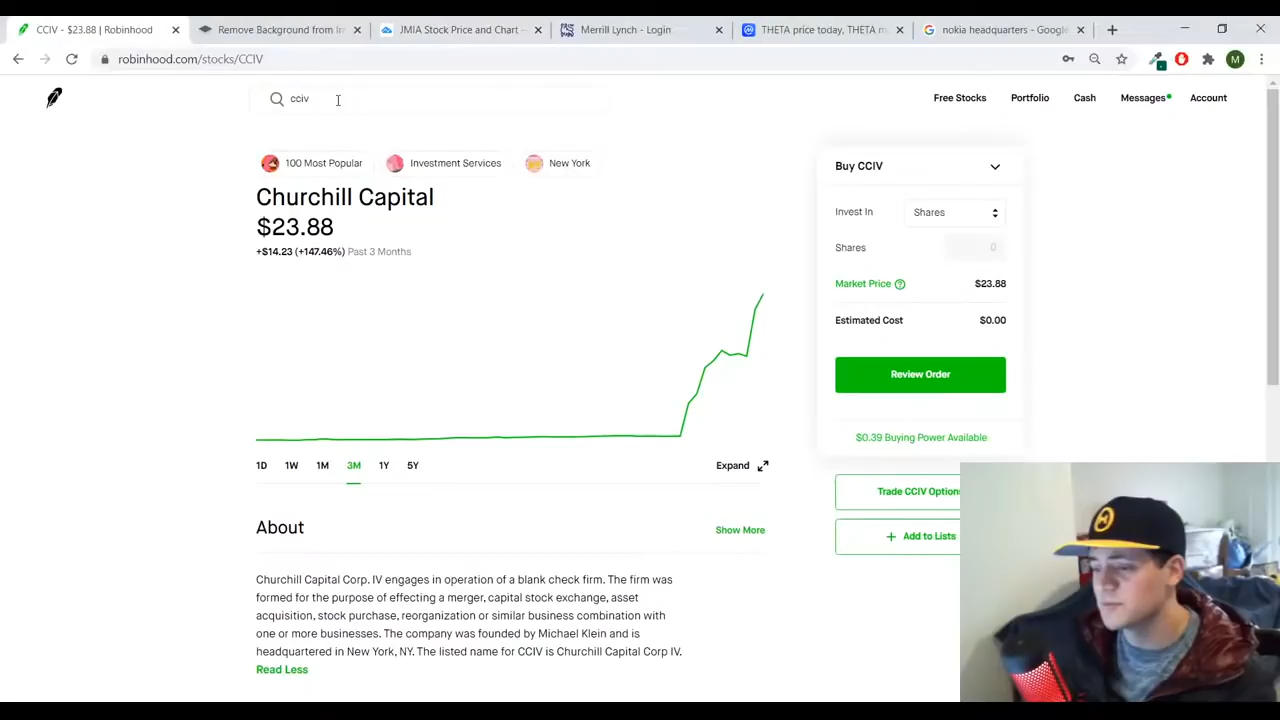 CCIV - $23.88 | Robinhood
Remove Background from Im
JMIA Stock Price and Chart —
Merrill Lynch - Login
THETA price today, THETA m
nokia headquarters - Google
robinhood.com/stocks/CCIV
M
cciv
Free Stocks
Portfolio
Cash
Messages
Account
100 Most Popular
Investment Services
New York
Churchill Capital
$23.88
+$14.23 (+147.46%) Past 3 Months
1D
1W
1M
3M
1Y
5Y
Expand
Buy CCIV
Invest In
Shares
Shares
0
Market Price
$23.88
Estimated Cost
$0.00
Review Order
$0.39 Buying Power Available
Trade CCIV Option
+ Add to Lists
About
Show More
Churchill Capital Corp. IV engages in operation of a blank check firm. The firm was
formed for the purpose of effecting a merger, capital stock exchange, asset
acquisition, stock purchase, reorganization or similar business combination with
one or more businesses. The company was founded by Michael Klein and is
headquartered in New York, NY. The listed name for CCIV is Churchill Capital Corp IV.
Read Less